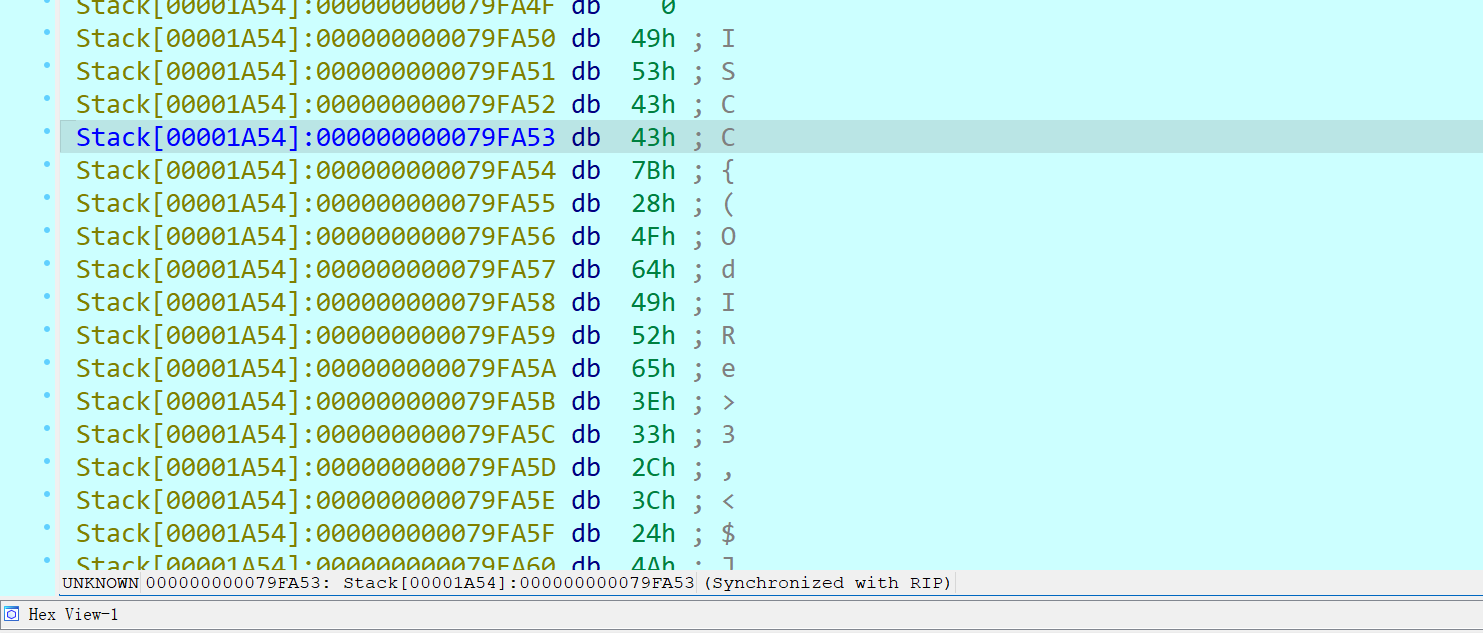 Stack[00001A54]:000000000079FA4F db 0
Stack[00001A54]:000000000079FA50 db 49h ; I
Stack[00001A54]:000000000079FA51 db 53h ; S
Stack[00001A54]:000000000079FA52 db 43h ; C
Stack[00001A54]:000000000079FA53 db 43h ; C
Stack[00001A54]:000000000079FA54 db 7Bh ; {
Stack[00001A54]:000000000079FA55 db 28h ; (
Stack[00001A54]:000000000079FA56 db 4Fh ; O
Stack[00001A54]:000000000079FA57 db 64h ; d
Stack[00001A54]:000000000079FA58 db 49h ; I
Stack[00001A54]:000000000079FA59 db 52h ; R
Stack[00001A54]:000000000079FA5A db 65h ; e
Stack[00001A54]:000000000079FA5B db 3Eh ; >
Stack[00001A54]:000000000079FA5C db 33h ; 3
Stack[00001A54]:000000000079FA5D db 2Ch ; ,
Stack[00001A54]:000000000079FA5E db 3Ch ; <
Stack[00001A54]:000000000079FA5F db 24h ; $
Stack[00001A54]:000000000079FA60 db 4Ah ; J
UNKNOWN 000000000079FA53: Stack[00001A54]:000000000079FA53 (Synchronized with RIP)
Hex View-1